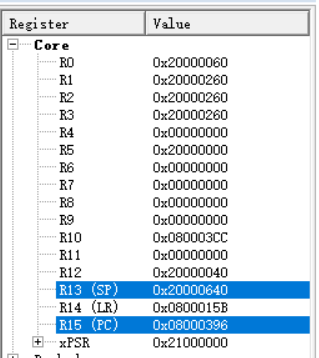 Register Value
Core
R0 0x20000060
R1 0x20000260
R2 0x20000260
R3 0x20000260
R4 0x00000000
R5 0x20000000
R6 0x00000000
R7 0x00000000
R8 0x00000000
R9 0x00000000
R10 0x080003CC
R11 0x00000000
R12 0x20000040
R13 (SP) 0x20000640
R14 (LR) 0x0800015B
R15 (PC) 0x08000396
xPSR 0x21000000